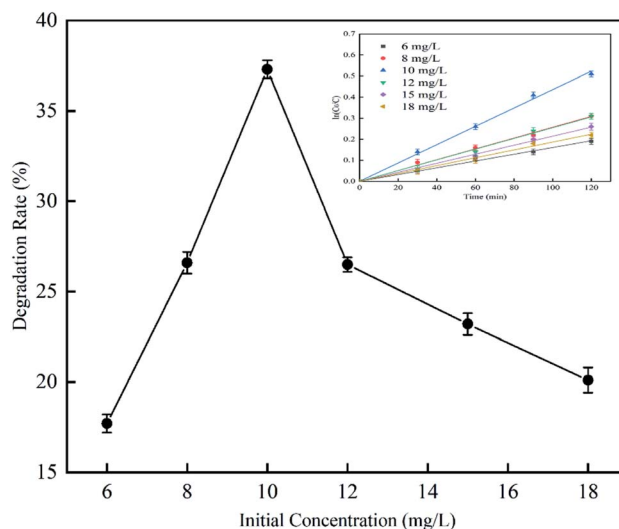 40
35
30
25
20
15
6
8
10
12
14
16
18
Degradation Rate (%)
Initial Concentration (mg/L)
0.7
0.6
0.5
0.4
0.3
0.2
0.1
0.0
0
20
40
60
80
100
120
ln(C₀/C)
Time (min)
6 mg/L
8 mg/L
10 mg/L
12 mg/L
15 mg/L
18 mg/L